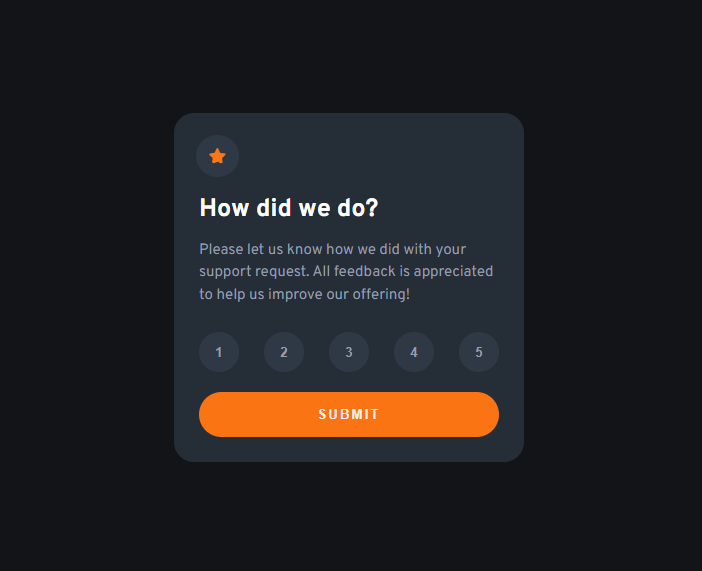 How did we do?
Please let us know how we did with your
support request. All feedback is appreciated
to help us improve our offering!
1 2 3 4 5
SUBMIT